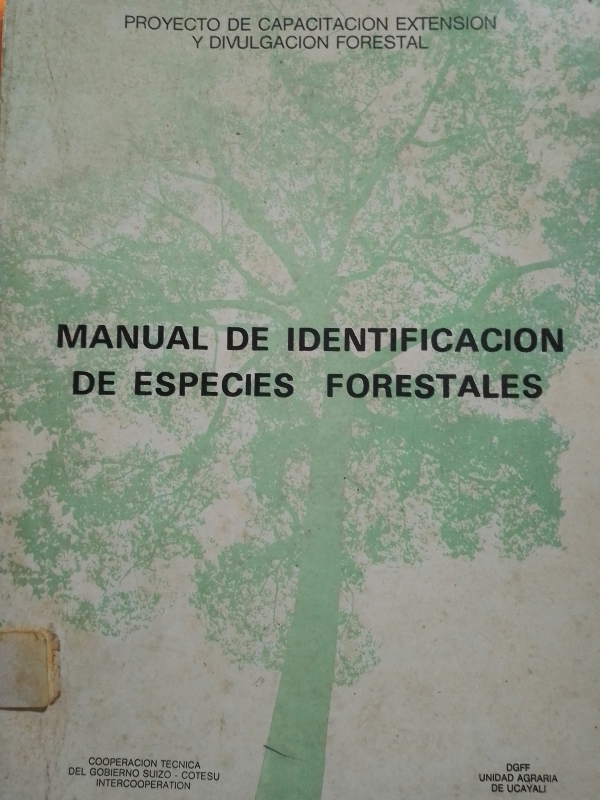 PROYECTO DE CAPACITACION EXTENSION
Y DIVULGACION FORESTAL
MANUAL DE IDENTIFICACION
DE ESPECIES FORESTALES
COOPERACION TECNICA
DEL GOBIERNO SUIZO - COTESU
INTERCOOPERATION
DGFF
UNIDAD AGRARIA
DE UCAYALI